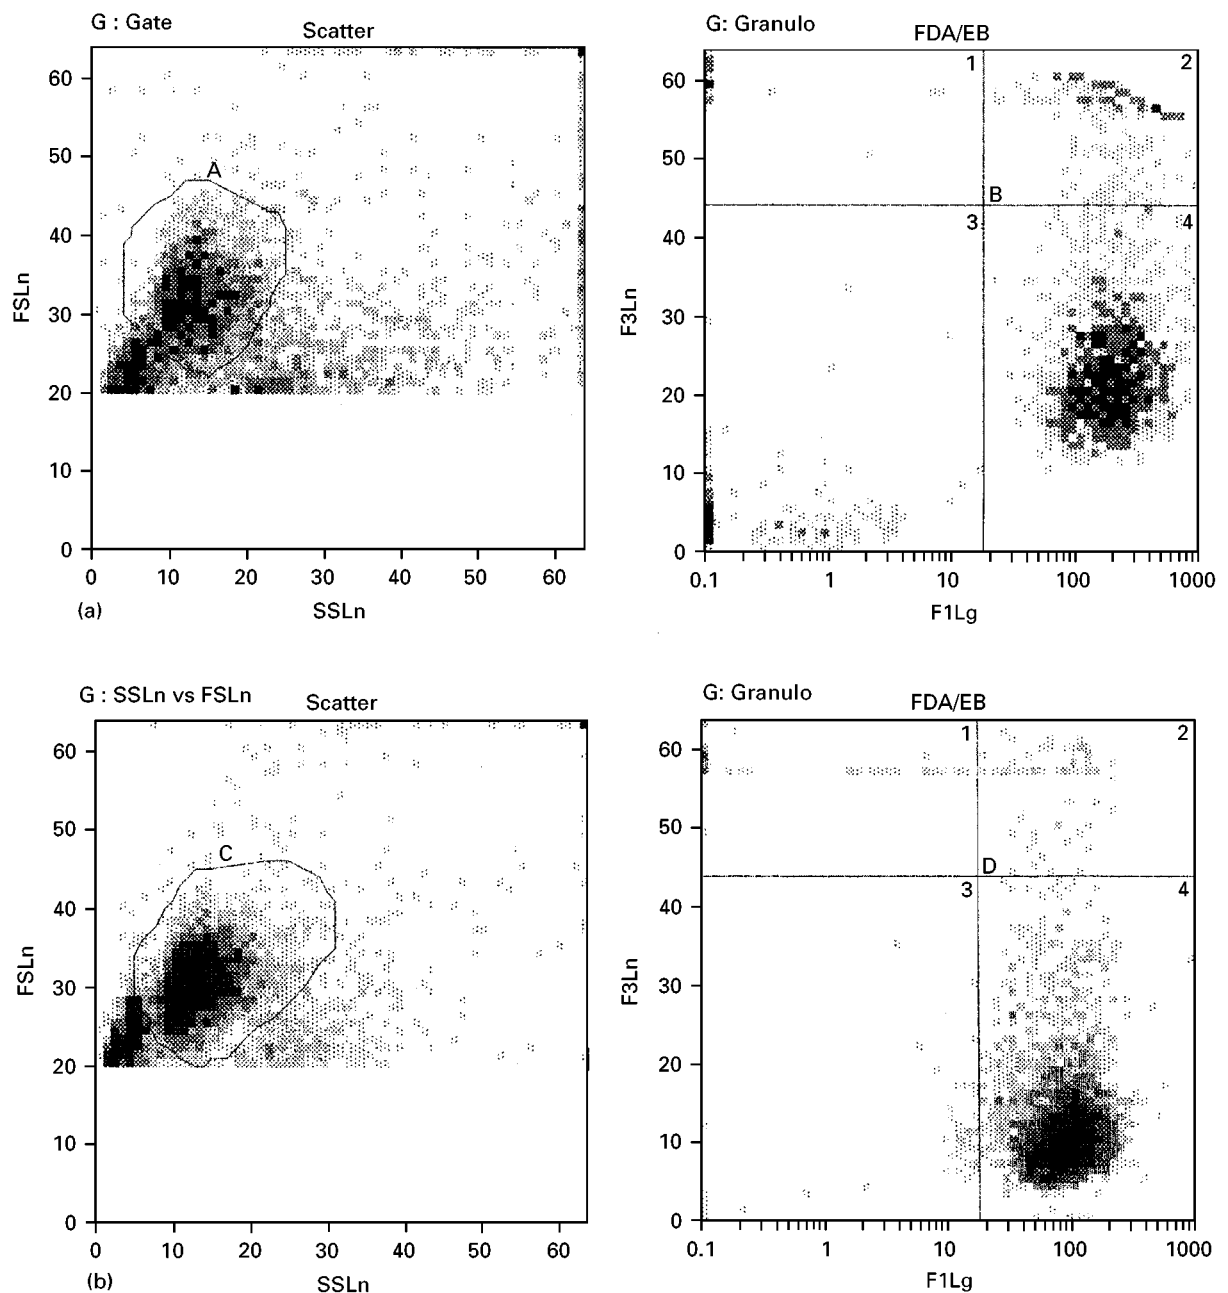 G : Gate
Scatter
60
50
40
30
20
10
0
FSLn
A
0 10 20 30 40 50 60
(a)
SSLn
G: Granulo
FDA/EB
60
50
40
30
20
10
0
F3Ln
1
2
B
3
4
0.1 1 10 100 1000
F1Lg
G : SSLn vs FSLn
Scatter
60
50
40
30
20
10
0
FSLn
C
0 10 20 30 40 50 60
(b)
SSLn
G: Granulo
FDA/EB
60
50
40
30
20
10
0
F3Ln
1
2
D
3
4
0.1 1 10 100 1000
F1Lg